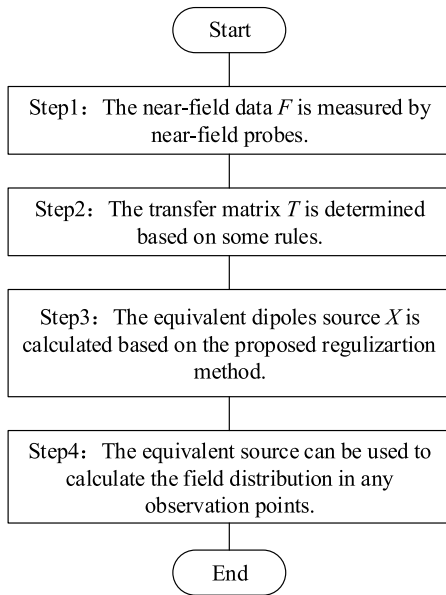 Start
Step1：The near-field data F is measured by
near-field probes.
Step2：The transfer matrix T is determined
based on some rules.
Step3：The equivalent dipoles source X is
calculated based on the proposed regulizartion
method.
Step4：The equivalent source can be used to
calculate the field distribution in any
observation points.
End